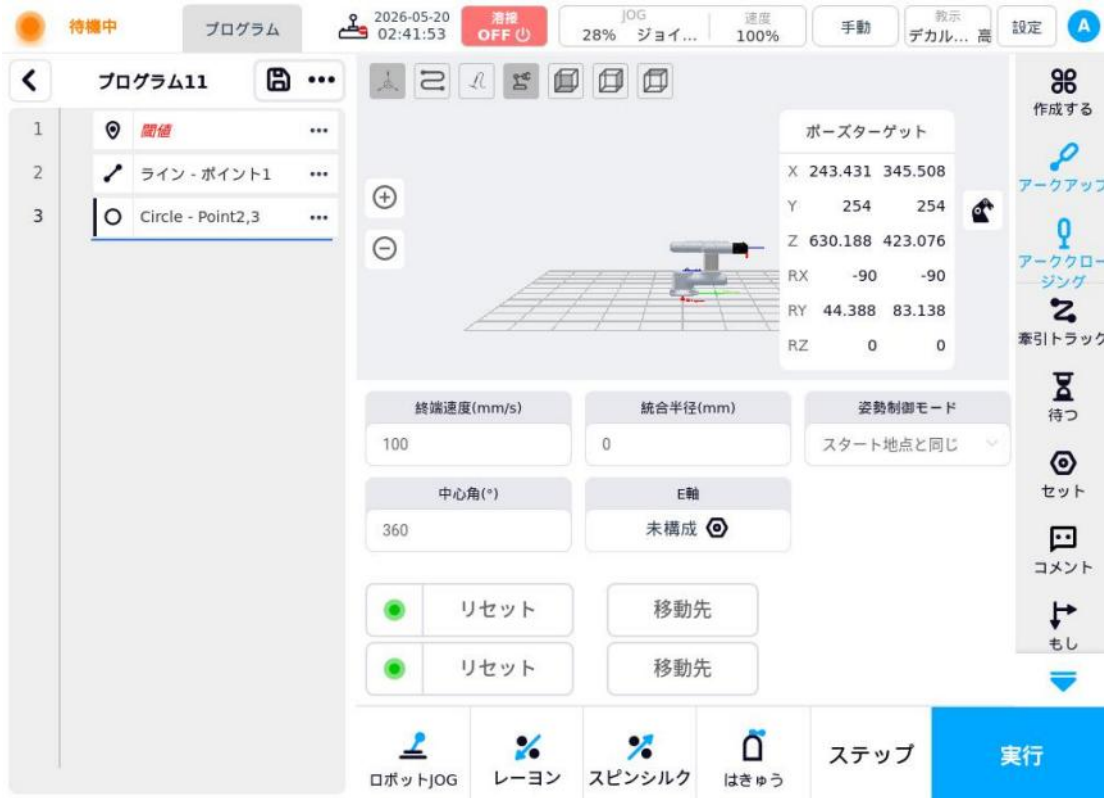 待機中
プログラム
2026-05-20
02:41:53
溶接
OFF
JOG
28% ジョイ...
速度
100%
手動
教示
デカル... 高
設定
A
プログラム11
1 閾値
2 ライン - ポイント1
3 Circle - Point2,3
ポーズターゲット
X 243.431 345.508
Y 254 254
Z 630.188 423.076
RX -90 -90
RY 44.388 83.138
RZ 0 0
終端速度(mm/s)
100
統合半径(mm)
0
姿勢制御モード
スタート地点と同じ
中心角(°)
360
E軸
未構成
リセット
移動先
リセット
移動先
作成する
アークアップ
アーククロー
ジング
牽引トラック
待つ
セット
コメント
もし
ロボットJOG
レーヨン
スピンシルク
はきゅう
ステップ
実行